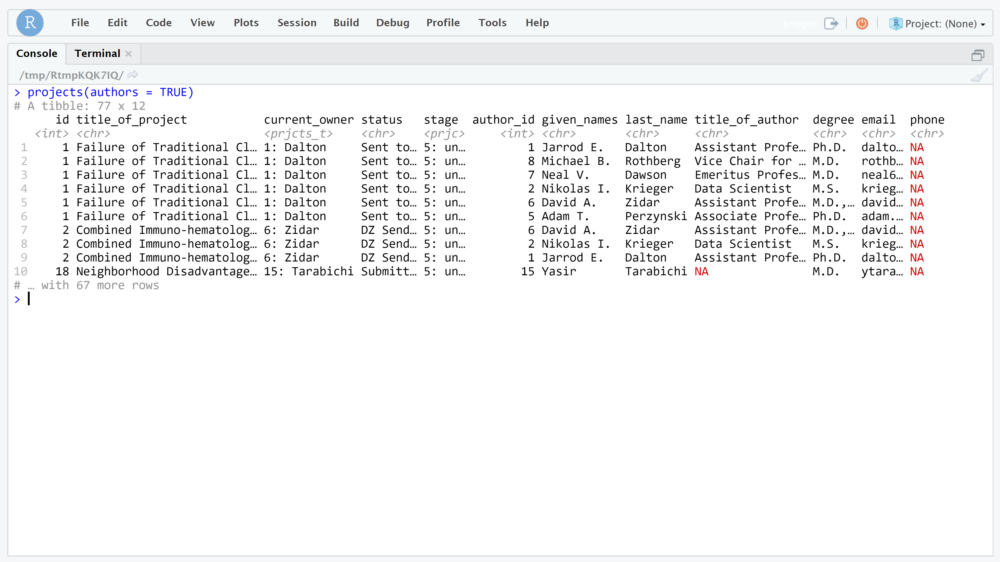 R File Edit Code View Plots Session Build Debug Profile Tools Help kriegen Project: (None)
Console Terminal
/tmp/RtmpKQK7IQ/
> projects(authors = TRUE)
# A tibble: 77 x 12
id title_of_project current_owner status stage author_id given_names last_name title_of_author degree email phone
<int> <chr> <prjcts_t> <chr> <prjc> <int> <chr> <chr> <chr> <chr> <chr> <chr>
1 1 Failure of Traditional Cl… 1: Dalton Sent to… 5: un… 1 Jarrod E. Dalton Assistant Profe… Ph.D. dalto… NA
2 1 Failure of Traditional Cl… 1: Dalton Sent to… 5: un… 8 Michael B. Rothberg Vice Chair for … M.D. rothb… NA
3 1 Failure of Traditional Cl… 1: Dalton Sent to… 5: un… 7 Neal V. Dawson Emeritus Profes… M.D. neal6… NA
4 1 Failure of Traditional Cl… 1: Dalton Sent to… 5: un… 2 Nikolas I. Krieger Data Scientist M.S. krieg… NA
5 1 Failure of Traditional Cl… 1: Dalton Sent to… 5: un… 6 David A. Zidar Assistant Profe… M.D.,… david… NA
6 1 Failure of Traditional Cl… 1: Dalton Sent to… 5: un… 5 Adam T. Perzynski Associate Profe… Ph.D. adam.… NA
7 2 Combined Immuno-hematolog… 6: Zidar DZ Send… 5: un… 6 David A. Zidar Assistant Profe… M.D.,… david… NA
8 2 Combined Immuno-hematolog… 6: Zidar DZ Send… 5: un… 2 Nikolas I. Krieger Data Scientist M.S. krieg… NA
9 2 Combined Immuno-hematolog… 6: Zidar DZ Send… 5: un… 1 Jarrod E. Dalton Assistant Profe… Ph.D. dalto… NA
10 18 Neighborhood Disadvantage… 15: Tarabichi Submitt… 5: un… 15 Yasir Tarabichi NA M.D. ytara… NA
# … with 67 more rows
>